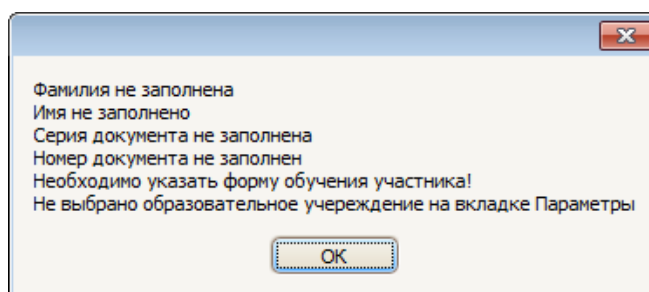 Фамилия не заполнена
Имя не заполнено
Серия документа не заполнена
Номер документа не заполнен
Необходимо указать форму обучения участника!
Не выбрано образовательное учереждение на вкладке Параметры
OK